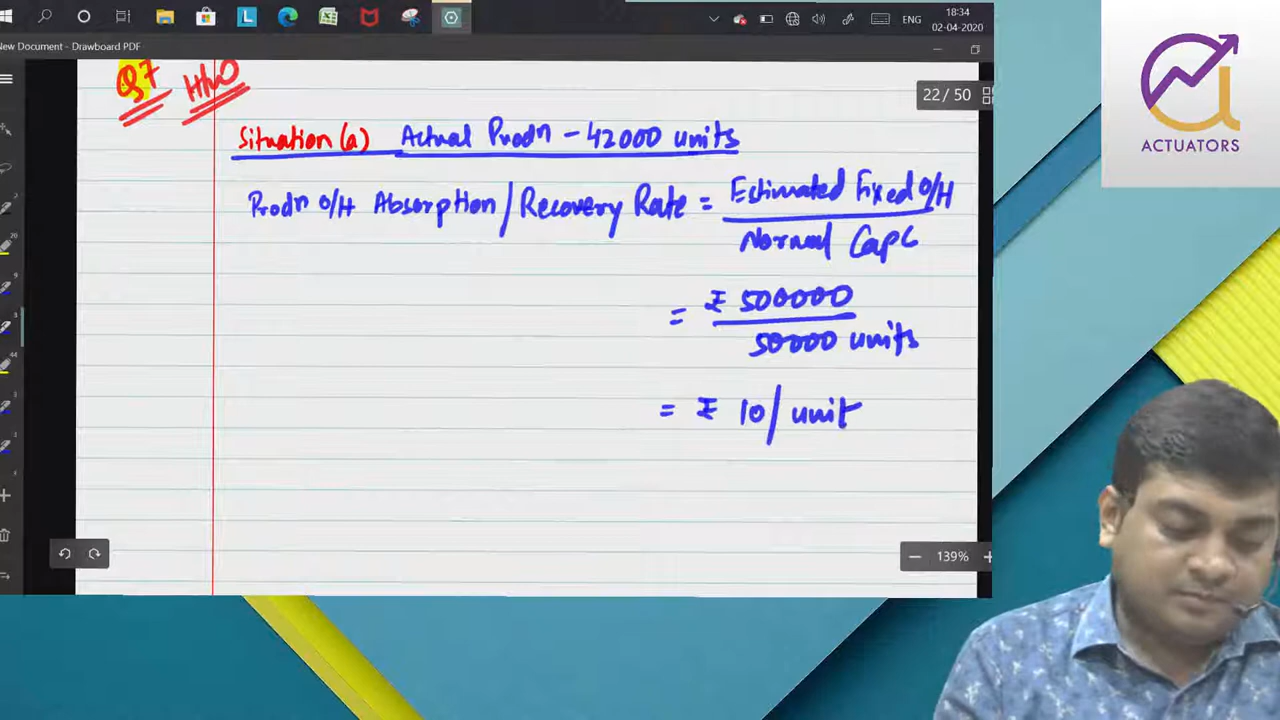 18:34
ENG
02-04-2020
New Document - Drawboard PDF
Q7 HW
22 / 50
ACTUATORS
Situation (a) Actual Prodn - 42000 units
Prodn O/H Absorption / Recovery Rate = Estimated Fixed O/H
Normal Cap
= ₹ 500000
50000 units
= ₹ 10/unit
139%